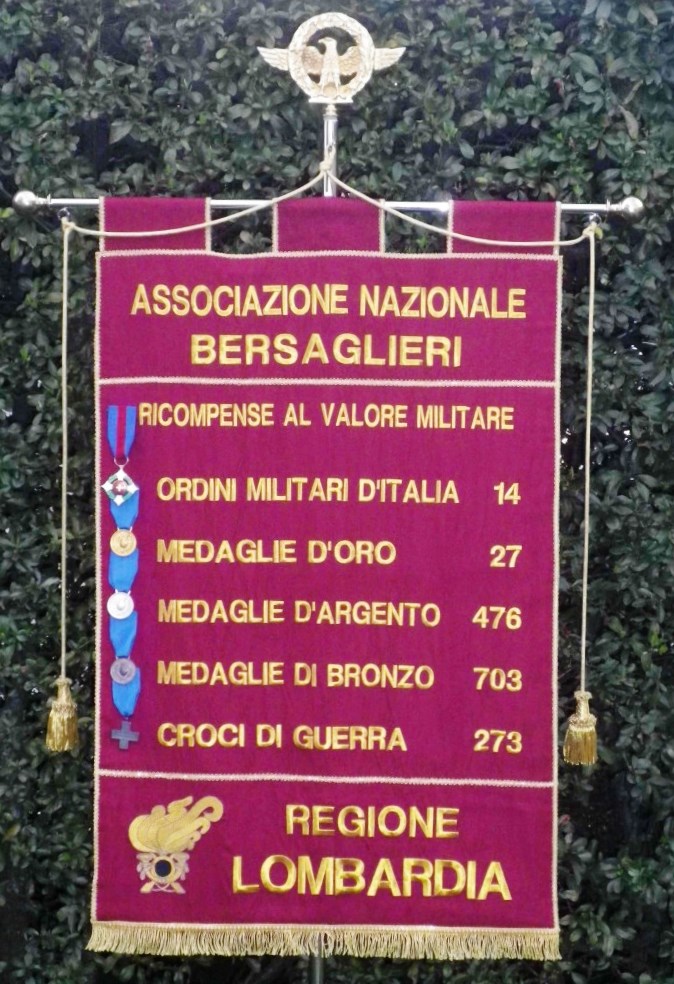 ASSOCIAZIONE NAZIONALE
BERSAGLIERI
RICOMPENSE AL VALORE MILITARE
ORDINI MILITARI D'ITALIA 14
MEDAGLIE D'ORO 27
MEDAGLIE D'ARGENTO 476
MEDAGLIE DI BRONZO 703
CROCI DI GUERRA 273
REGIONE
LOMBARDIA